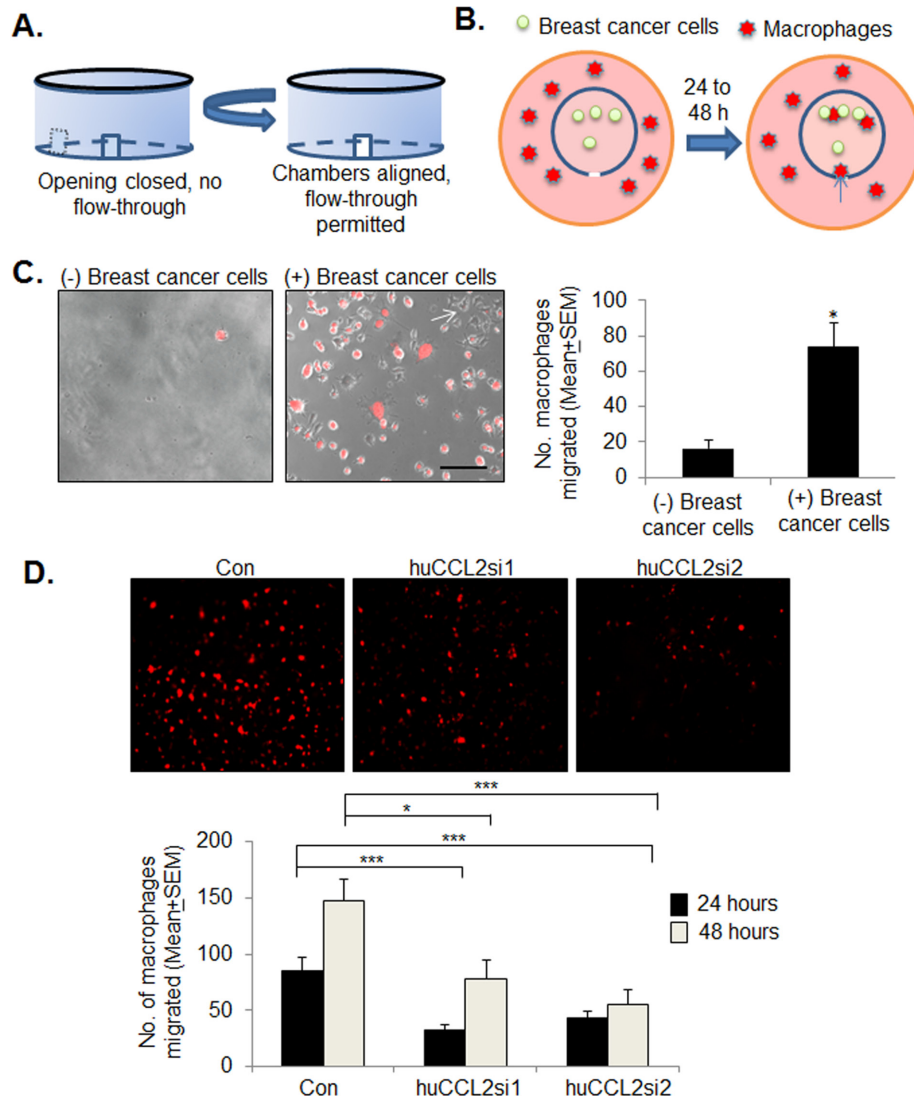 A.
Opening closed, no
flow-through
Chambers aligned,
flow-through
permitted
B.
Breast cancer cells
Macrophages
24 to
48 h
C.
(-) Breast cancer cells
(+) Breast cancer cells
No. macrophages
migrated (Mean+SEM)
100
80
60
40
20
0
*
(-) Breast
cancer cells
(+) Breast
cancer cells
D.
Con
huCCL2si1
huCCL2si2
***
*
***
***
No. of macrophages
migrated (Mean+SEM)
200
150
100
50
0
24 hours
48 hours
Con
huCCL2si1
huCCL2si2